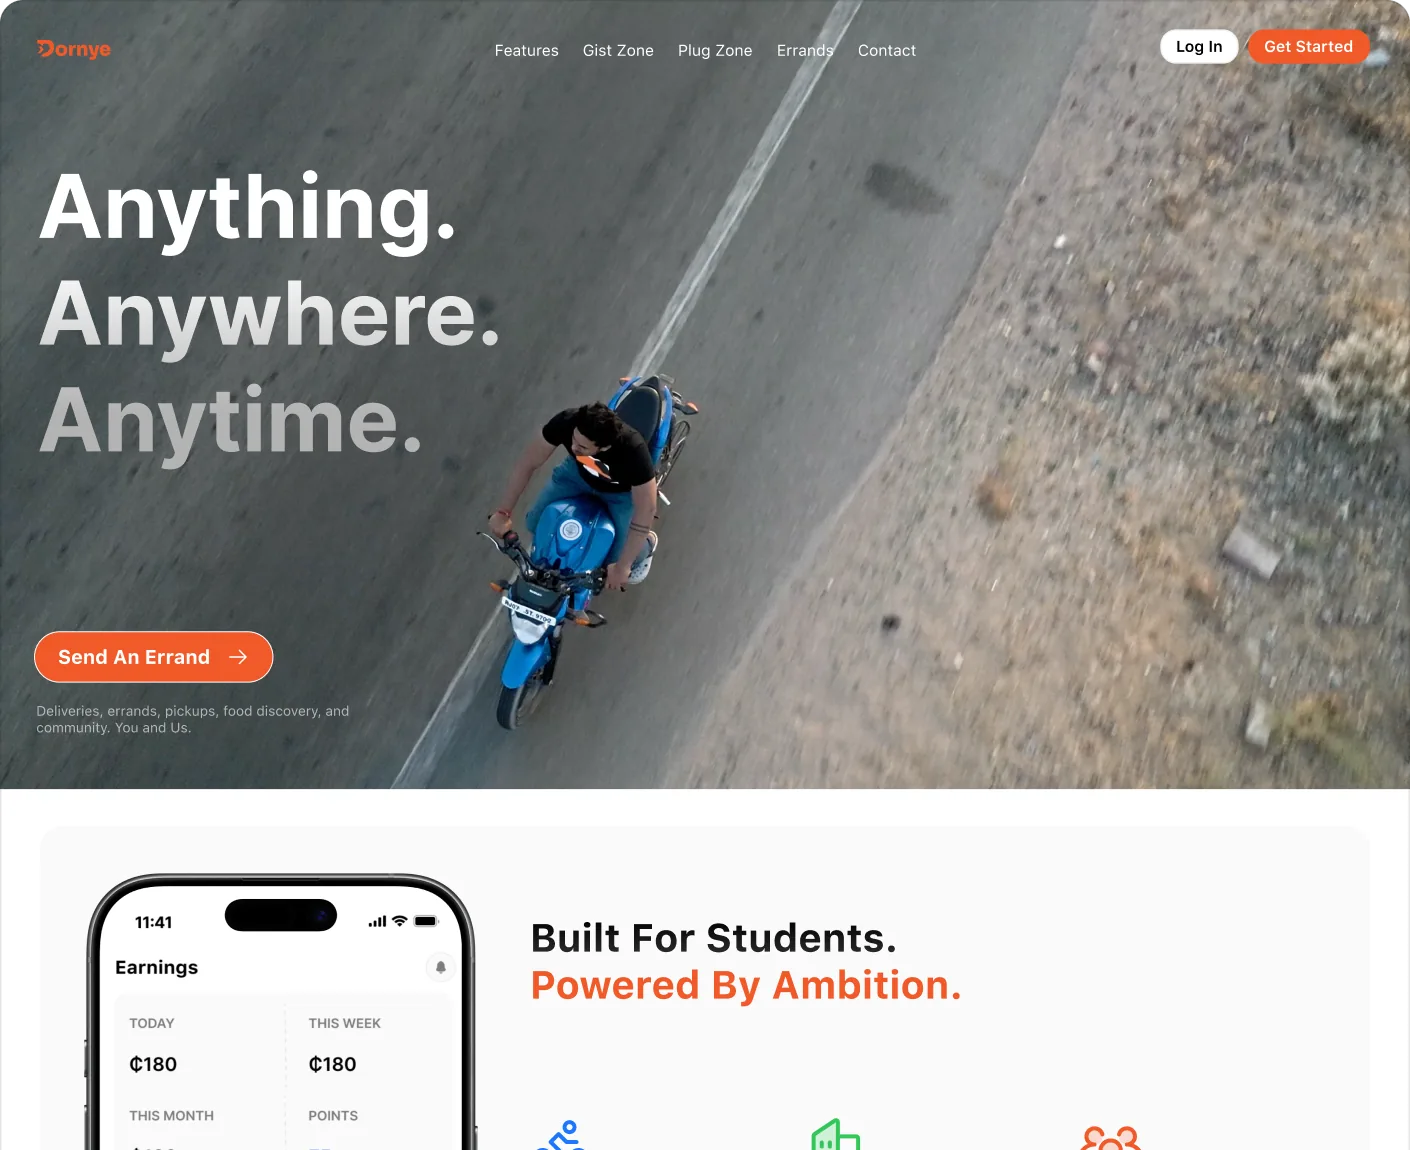 Dornye
Features Gist Zone Plug Zone Errands Contact
Log In
Get Started
Anything.
Anywhere.
Anytime.
Send An Errand
Deliveries, errands, pickups, food discovery, and
community. You and Us.
11:41
Earnings
TODAY
THIS WEEK
₵180
₵180
THIS MONTH
POINTS
Built For Students.
Powered By Ambition.